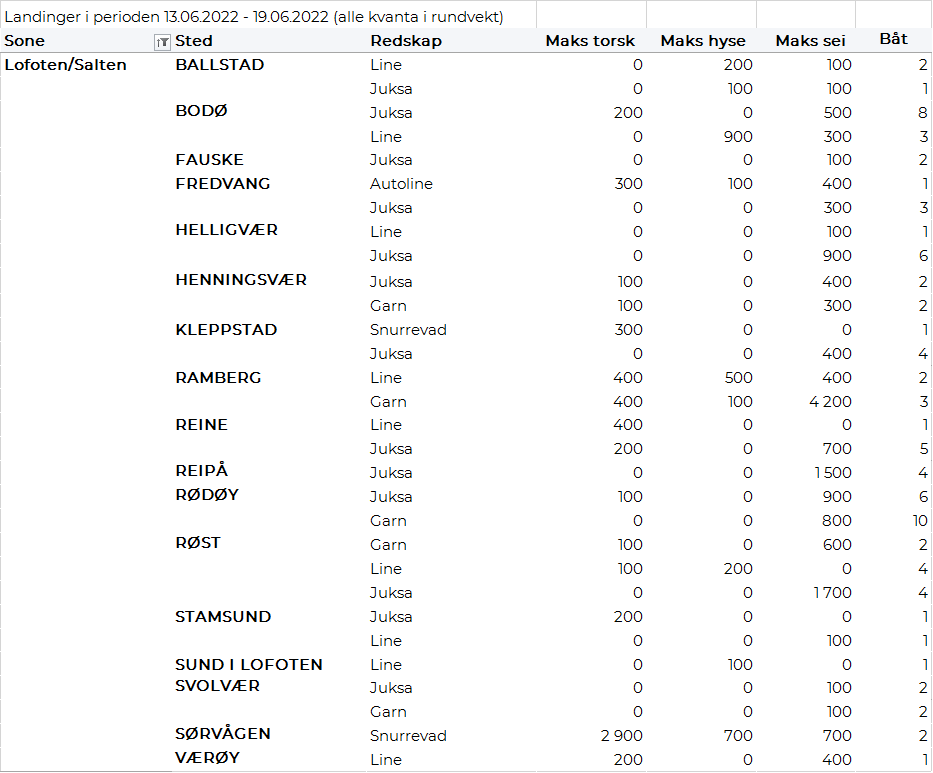 Landinger i perioden 13.06.2022 - 19.06.2022 (alle kvanta i rundvekt)
Sone Sted Redskap Maks torsk Maks hyse Maks sei Båt
Lofoten/Salten BALLSTAD Line 0 200 100 2
Juksa 0 100 100 1
BODØ Juksa 200 0 500 8
Line 0 900 300 3
FAUSKE Juksa 0 0 100 2
FREDVANG Autoline 300 100 400 1
Juksa 0 0 300 3
HELLIGVÆR Line 0 0 100 1
Juksa 0 0 900 6
HENNINGSVÆR Juksa 100 0 400 2
Garn 100 0 300 2
KLEPPSTAD Snurrevad 300 0 0 1
Juksa 0 0 400 4
RAMBERG Line 400 500 400 2
Garn 400 100 4 200 3
REINE Line 400 0 0 1
Juksa 200 0 700 5
REIPÅ Juksa 0 0 1 500 4
RØDØY Juksa 100 0 900 6
Garn 0 0 800 10
RØST Garn 100 0 600 2
Line 100 200 0 4
Juksa 0 0 1 700 4
STAMSUND Juksa 200 0 0 1
Line 0 0 100 1
SUND I LOFOTEN Line 0 100 0 1
SVOLVÆR Juksa 0 0 100 2
Garn 0 0 100 2
SØRVÅGEN Snurrevad 2 900 700 700 2
VÆRØY Line 200 0 400 1